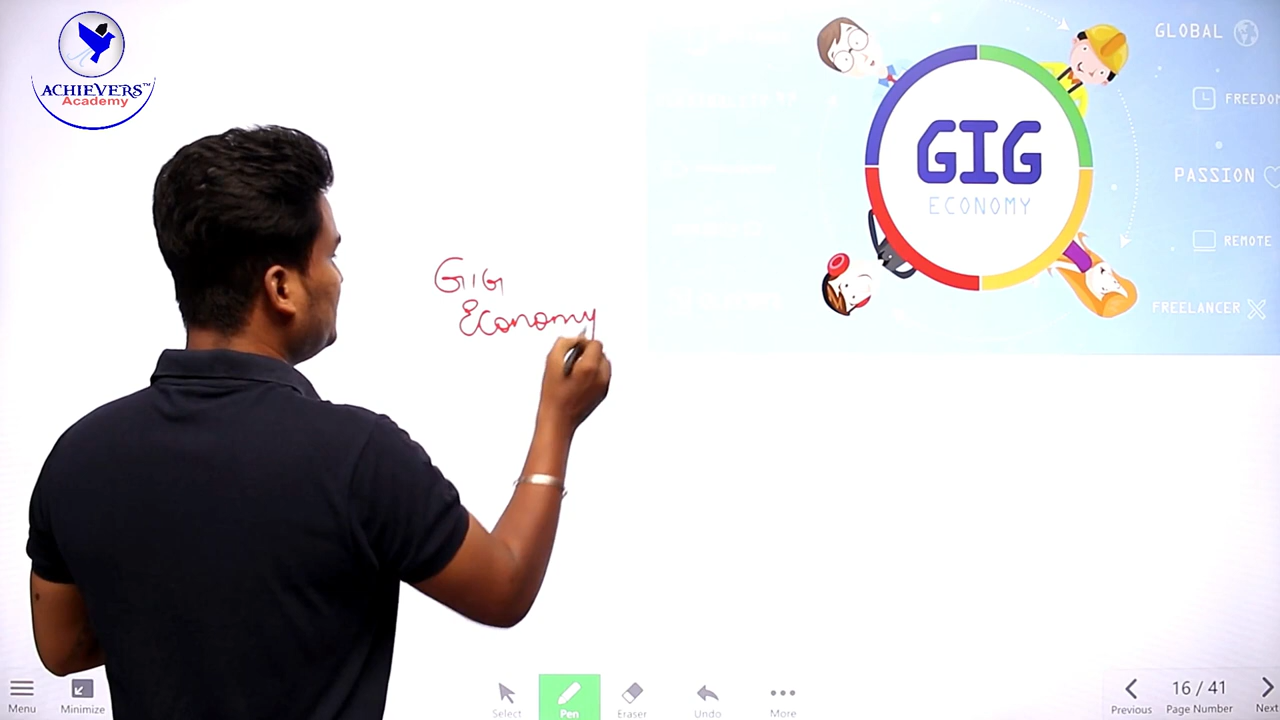 ACHIEVERS™
Academy
GIG
Economy
GIG
ECONOMY
GLOBAL
FREEDOM
PASSION
REMOTE
FREELANCER
Menu
Minimize
Select
Pen
Eraser
Undo
More
Previous
16 / 41
Page Number
Next